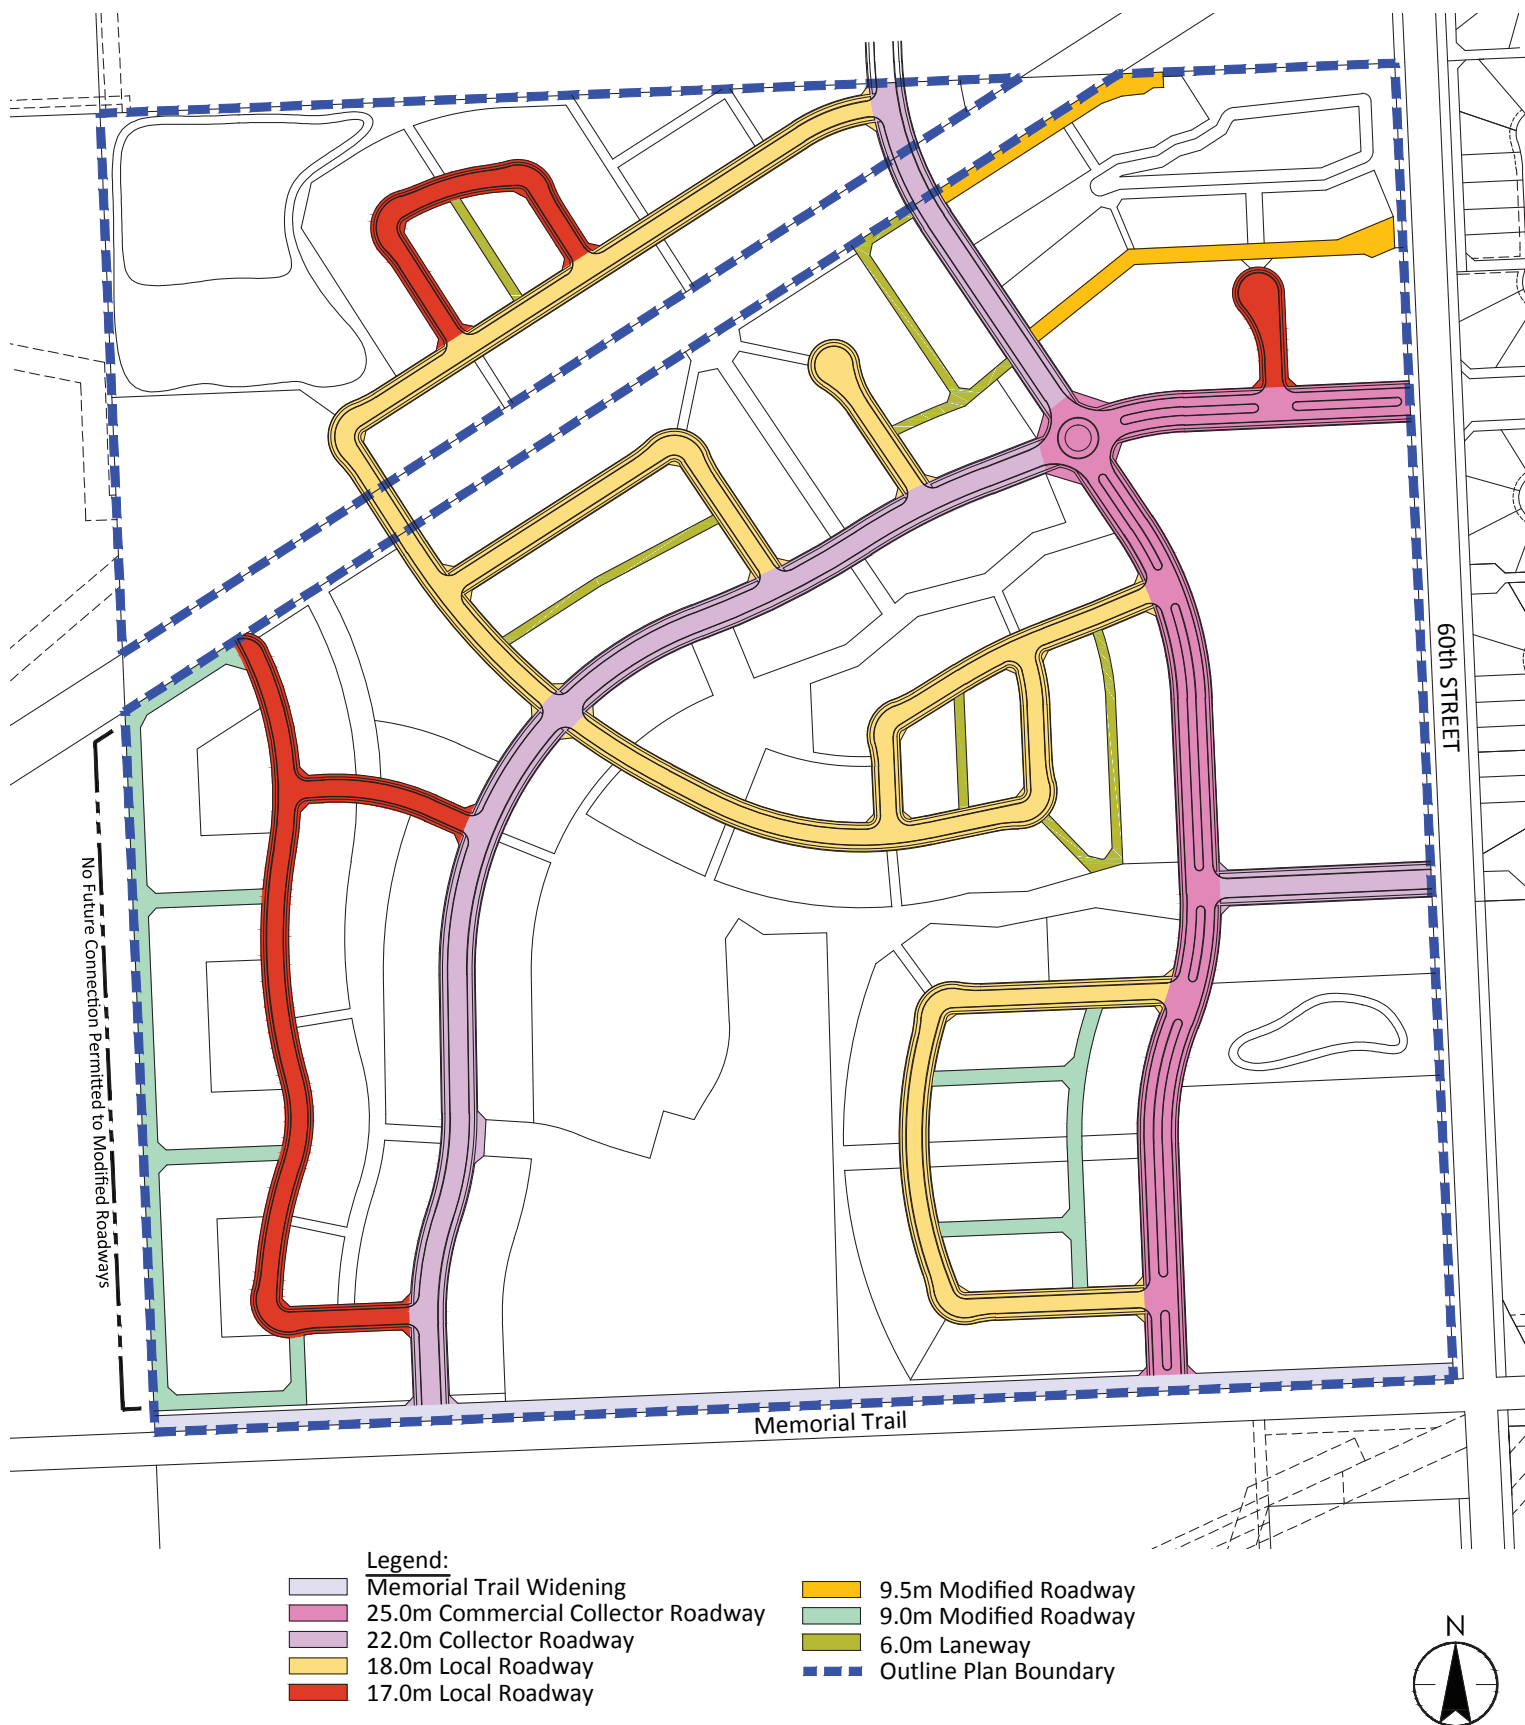 60th STREET
No Future Connection Permitted to Modified Roadways
Memorial Trail
Legend:
Memorial Trail Widening
25.0m Commercial Collector Roadway
22.0m Collector Roadway
18.0m Local Roadway
17.0m Local Roadway
9.5m Modified Roadway
9.0m Modified Roadway
6.0m Laneway
Outline Plan Boundary
N